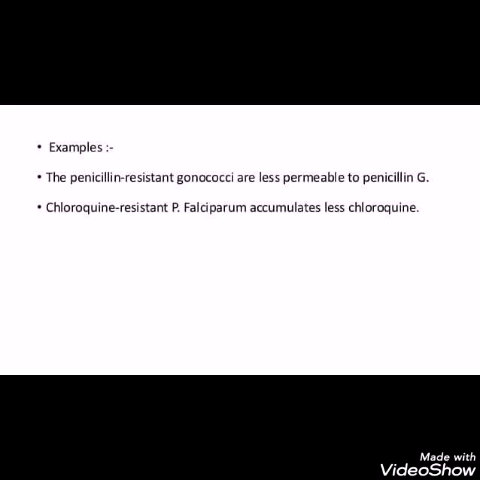 • Examples :-
• The penicillin-resistant gonococci are less permeable to penicillin G.
• Chloroquine-resistant P. Falciparum accumulates less chloroquine.
Made with
VideoShow